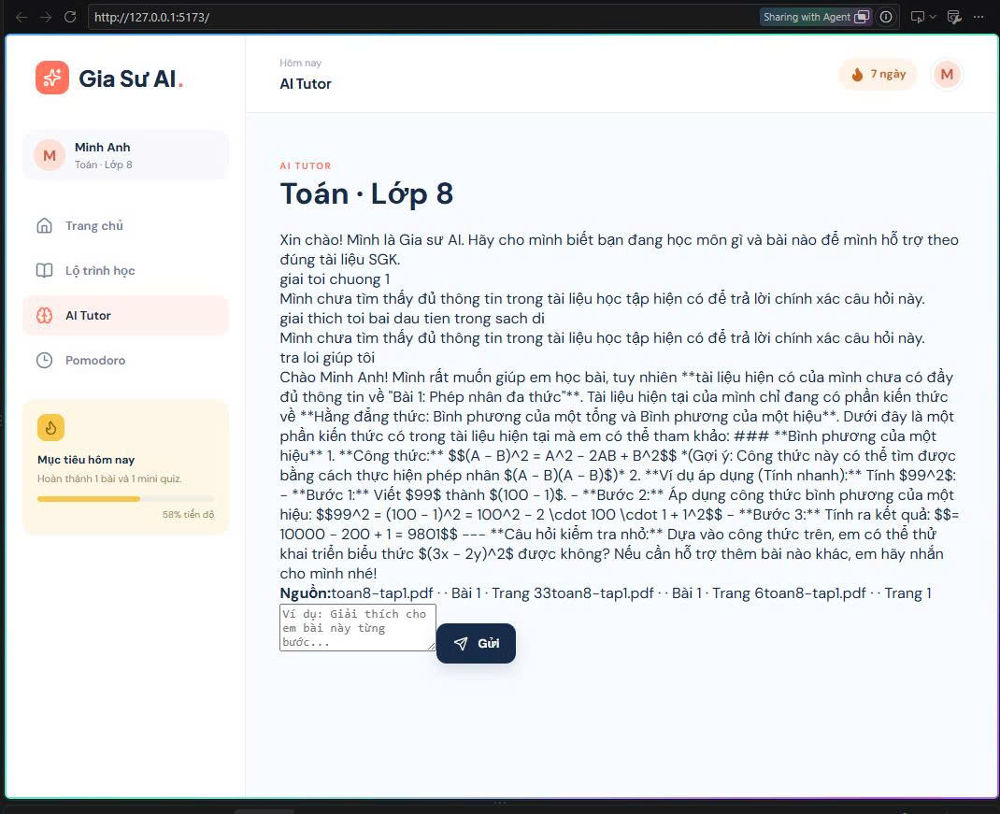 http://127.0.0.1:5173/
Sharing with Agent
Gia Sư AI.
Hôm nay
AI Tutor
7 ngày
M
M
Minh Anh
Toán · Lớp 8
Trang chủ
Lộ trình học
AI Tutor
Pomodoro
Mục tiêu hôm nay
Hoàn thành 1 bài và 1 mini quiz.
58% tiến độ
AI TUTOR
Toán · Lớp 8
Xin chào! Mình là Gia sư AI. Hãy cho mình biết bạn đang học môn gì và bài nào để mình hỗ trợ theo
đúng tài liệu SGK.
giai toi chuong 1
Mình chưa tìm thấy đủ thông tin trong tài liệu học tập hiện có để trả lời chính xác câu hỏi này.
giai thich toi bai dau tien trong sach di
Mình chưa tìm thấy đủ thông tin trong tài liệu học tập hiện có để trả lời chính xác câu hỏi này.
tra loi giúp tôi
Chào Minh Anh! Mình rất muốn giúp em học bài, tuy nhiên **tài liệu hiện có của mình chưa có đầy
đủ thông tin về "Bài 1: Phép nhân đa thức"**. Tài liệu hiện tại của mình chỉ đang có phần kiến thức
về **Hằng đẳng thức: Bình phương của một tổng và Bình phương của một hiệu**. Dưới đây là một
phần kiến thức có trong tài liệu hiện tại mà em có thể tham khảo: ### **Bình phương của một
hiệu** 1. **Công thức:** $$(A - B)^2 = A^2 - 2AB + B^2$$ *(Gợi ý: Công thức này có thể tìm được
bằng cách thực hiện phép nhân $(A - B)(A - B)$)* 2. **Ví dụ áp dụng (Tính nhanh):** Tính $99^2$:
- **Bước 1:** Viết $99$ thành $(100 - 1)$. - **Bước 2:** Áp dụng công thức bình phương của một
hiệu: $$99^2 = (100 - 1)^2 = 100^2 - 2 \cdot 100 \cdot 1 + 1^2$$ - **Bước 3:** Tính ra kết quả: $$=
10000 - 200 + 1 = 9801$$ --- **Câu hỏi kiểm tra nhỏ:** Dựa vào công thức trên, em có thể thử
khai triển biểu thức $(3x - 2y)^2$ được không? Nếu cần hỗ trợ thêm bài nào khác, em hãy nhắn
cho mình nhé!
Nguồn:toan8-tap1.pdf · · Bài 1 · Trang 33toan8-tap1.pdf · · Bài 1 · Trang 6toan8-tap1.pdf · · Trang 1
Ví dụ: Giải thích cho
em bài này từng
bước...
Gửi